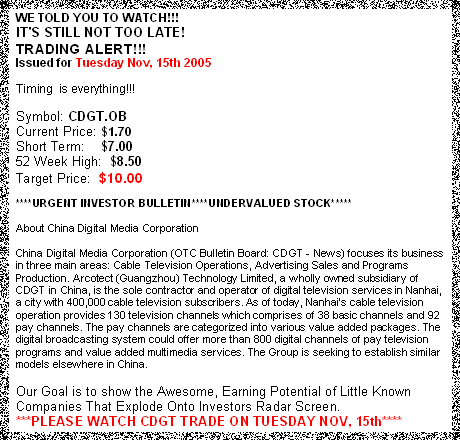 WE TOLD YOU TO WATCH!!!
IT'S STILL NOT TOO LATE!
TRADING ALERT!!!
Issued for Tuesday Nov, 15th 2005
Timing is everything!!!
Symbol: CDGT.OB
Current Price: $1.70
Short Term: $7.00
52 Week High: $8.50
Target Price: $10.00
****URGENT INVESTOR BULLETIN****UNDERVALUED STOCK*****
About China Digital Media Corporation
China Digital Media Corporation (OTC Bulletin Board: CDGT - News) focuses its business
in three main areas: Cable Television Operations, Advertising Sales and Programs
Production. Arcotect (Guangzhou) Technology Limited, a wholly owned subsidiary of
CDGT in China, is the sole contractor and operator of digital television services in Nanhai,
a city with 400,000 cable television subscribers. As of today, Nanhai's cable television
operation provides 130 television channels which comprises of 38 basic channels and 92
pay channels. The pay channels are categorized into various value added packages. The
digital broadcasting system could offer more than 800 digital channels of pay television
programs and value added multimedia services. The Group is seeking to establish similar
models elsewhere in China.
Our Goal is to show the Awesome, Earning Potential of Little Known
Companies That Explode Onto Investors Radar Screen.
***PLEASE WATCH CDGT TRADE ON TUESDAY NOV, 15th****